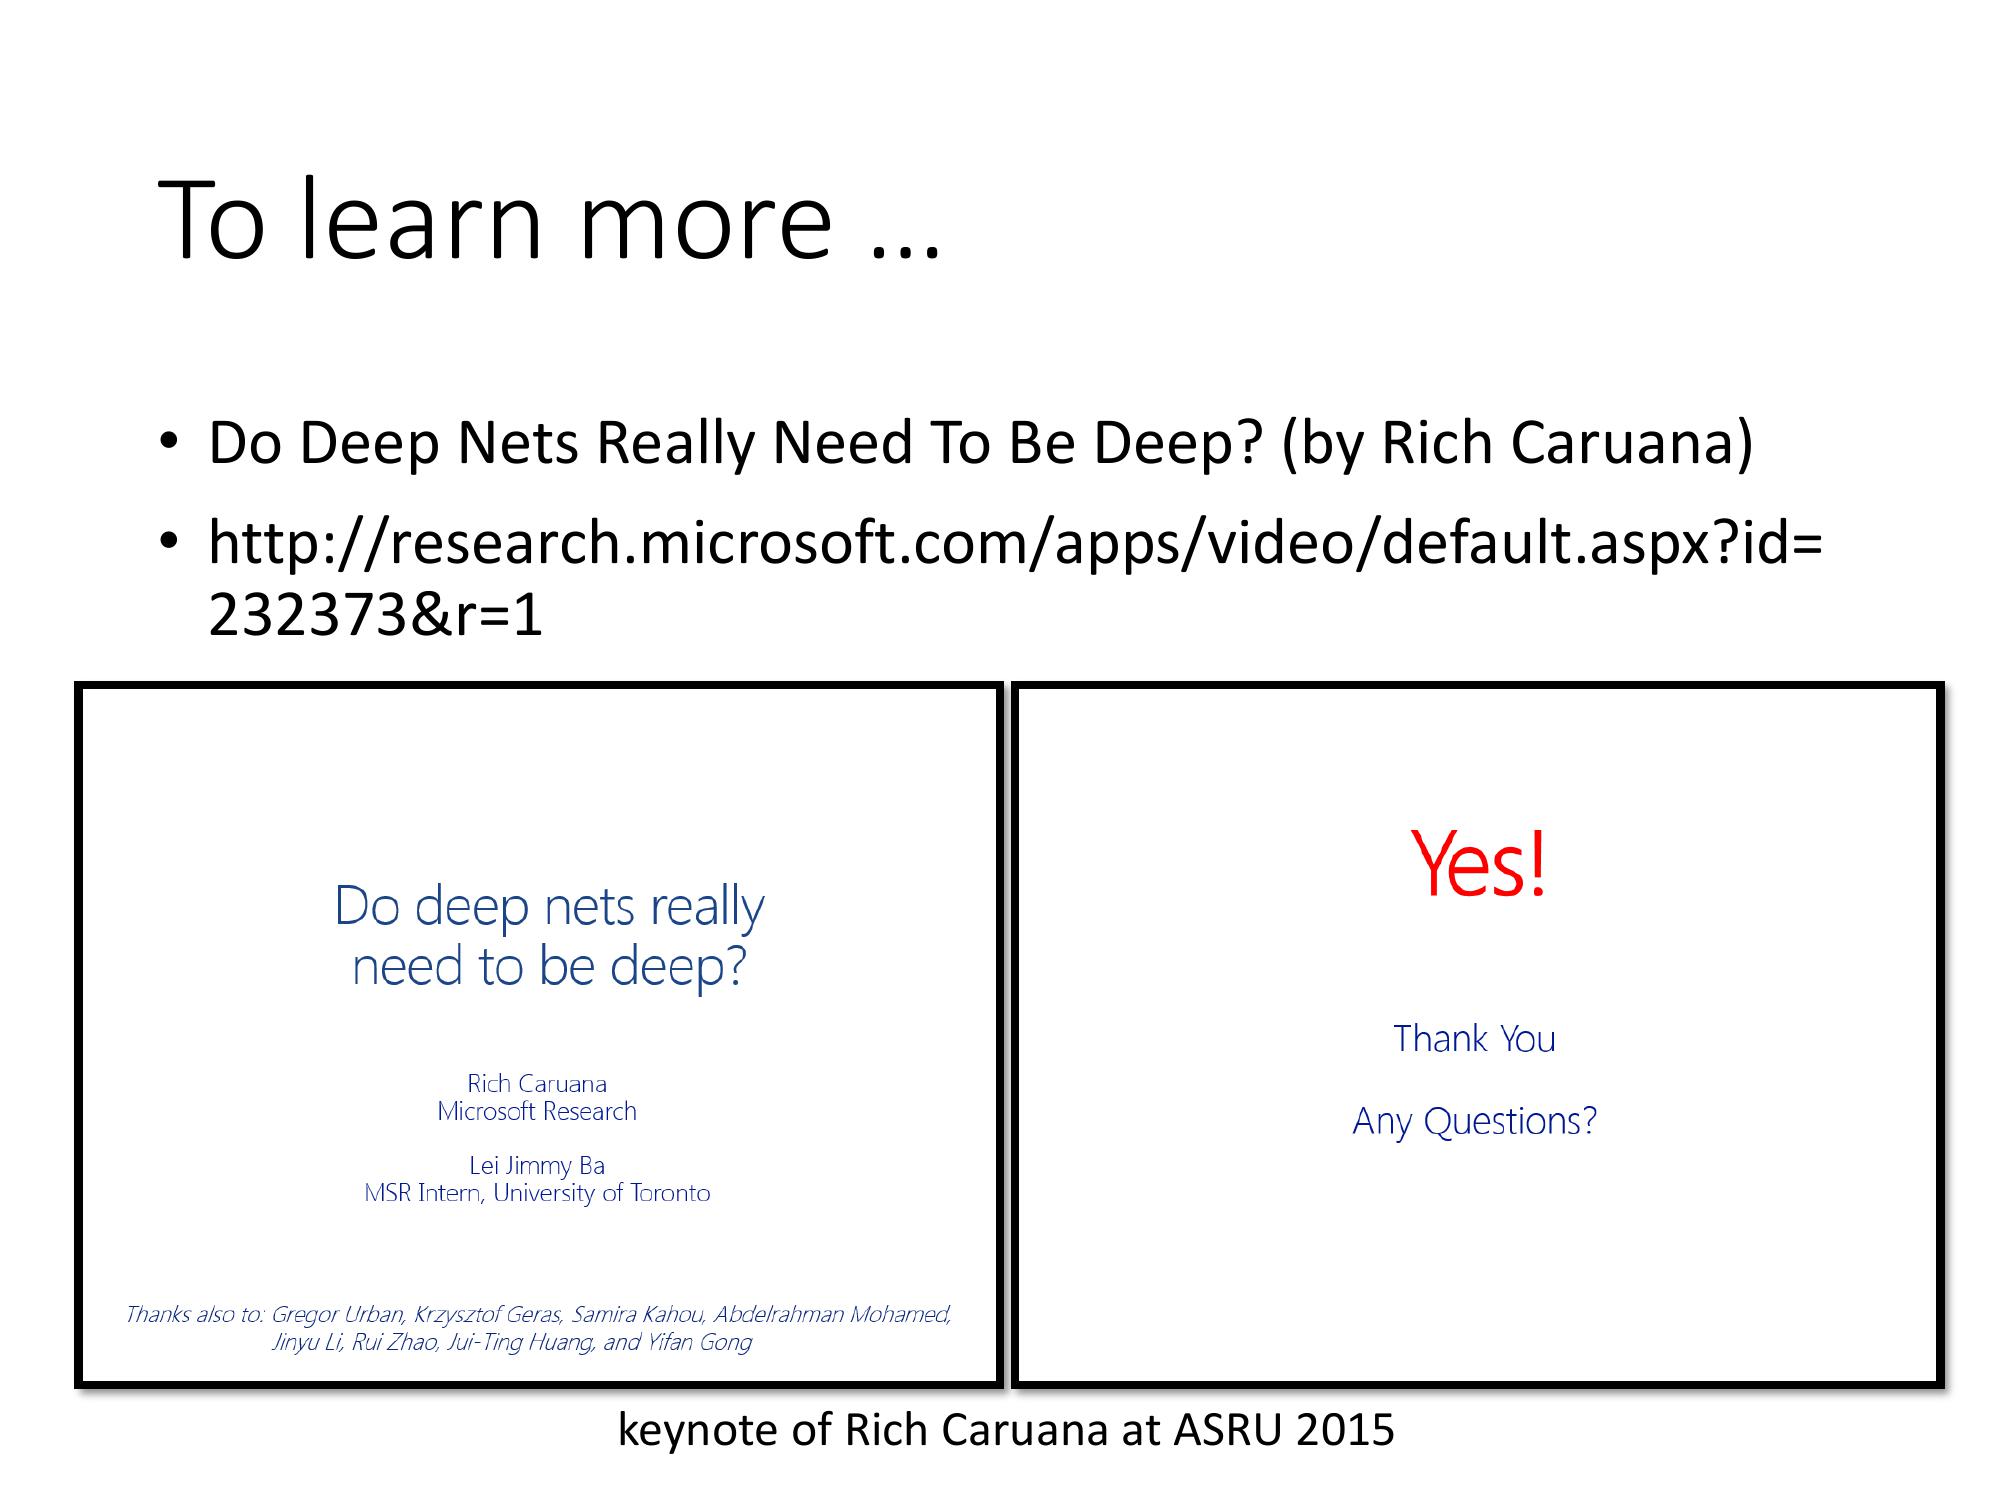 To learn more …
• Do Deep Nets Really Need To Be Deep? (by Rich Caruana)
• http://research.microsoft.com/apps/video/default.aspx?id=
232373&r=1
Do deep nets really
need to be deep?
Rich Caruana
Microsoft Research
Lei Jimmy Ba
MSR Intern, University of Toronto
Thanks also to: Gregor Urban, Krzysztof Geras, Samira Kahou, Abdelrahman Mohamed,
Jinyu Li, Rui Zhao, Jui-Ting Huang, and Yifan Gong
Yes!
Thank You
Any Questions?
keynote of Rich Caruana at ASRU 2015